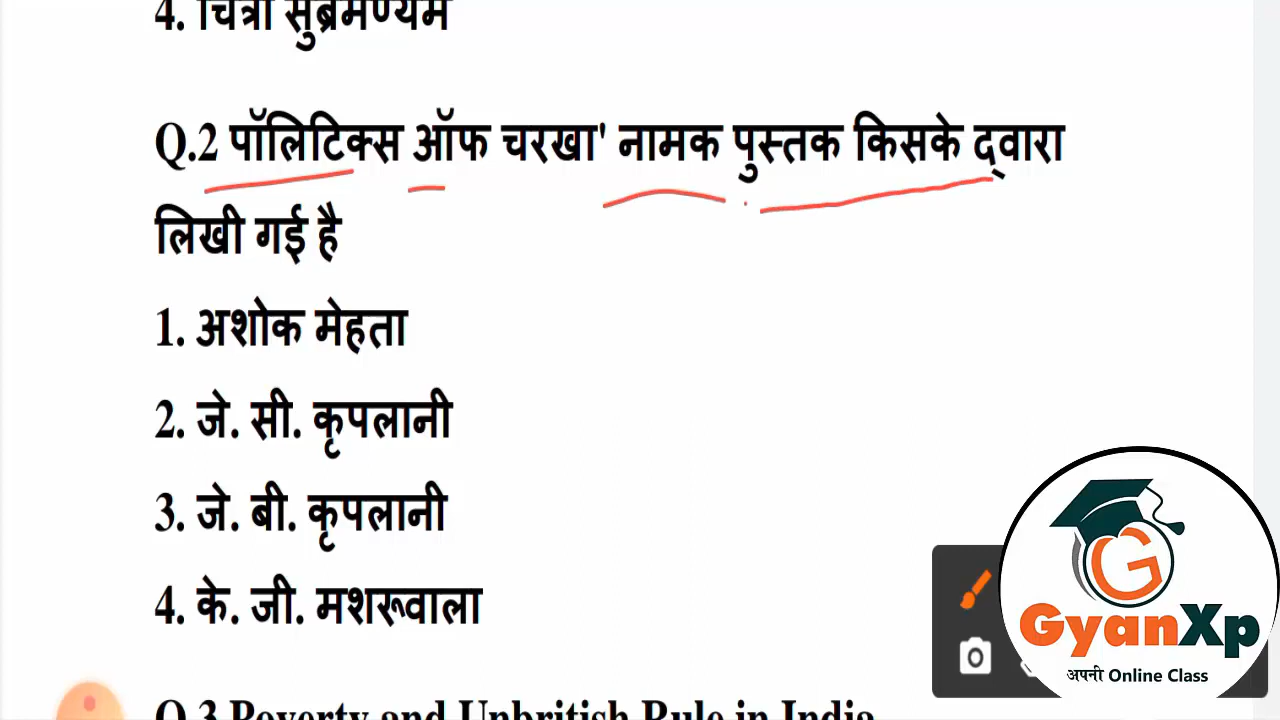 4. चित्रा सुब्रमण्यम
Q.2 पॉलिटिक्स ऑफ चरखा' नामक पुस्तक किसके द्वारा
लिखी गई है
1. अशोक मेहता
2. जे. सी. कृपलानी
3. जे. बी. कृपलानी
4. के. जी. मशरूवाला
Q.3 Poverty and Unbritish Rule in India
G
GyanXp
अपनी Online Class